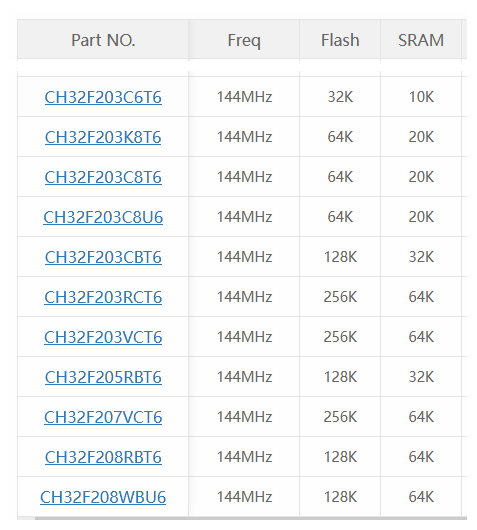 Part NO. Freq Flash SRAM
CH32F203C6T6 144MHz 32K 10K
CH32F203K8T6 144MHz 64K 20K
CH32F203C8T6 144MHz 64K 20K
CH32F203C8U6 144MHz 64K 20K
CH32F203CBT6 144MHz 128K 32K
CH32F203RCT6 144MHz 256K 64K
CH32F203VCT6 144MHz 256K 64K
CH32F205RBT6 144MHz 128K 32K
CH32F207VCT6 144MHz 256K 64K
CH32F208RBT6 144MHz 128K 64K
CH32F208WBU6 144MHz 128K 64K